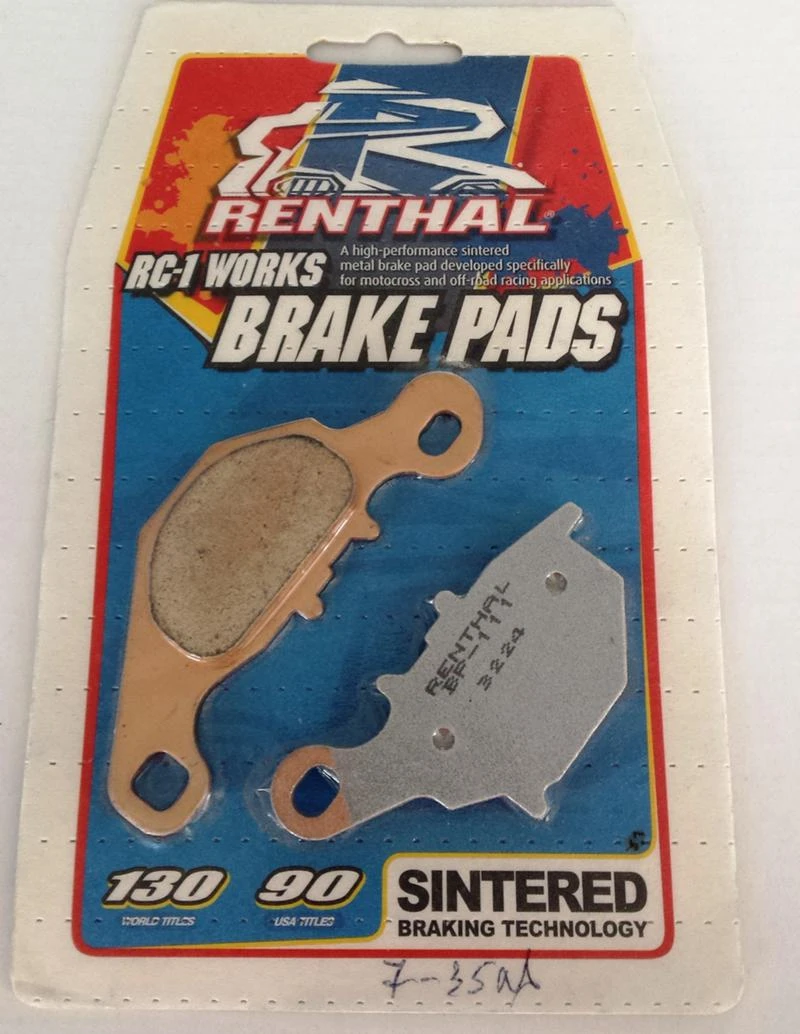 RENTHAL®
RC-1 WORKS
A high-performance sintered
metal brake pad developed specifically
for motocross and off-road racing applications
BRAKE PADS
RENTHAL
BP-111
3224
130
WORLD TITLES
90
USA TITLES
SINTERED
BRAKING TECHNOLOGY